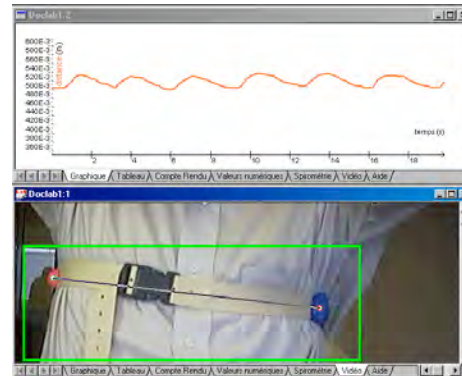 Doclab1:2
600E-3
580E-3
560E-3
540E-3
520E-3
500E-3
480E-3
460E-3
440E-3
420E-3
400E-3
380E-3
360E-3
distance (m)
temps (s)
2 4 6 8 10 12 14 16 18
Graphique Tableau Compte Rendu Valeurs numériques Spirométrie Vidéo Aide
Doclab1:1
Graphique Tableau Compte Rendu Valeurs numériques Spirométrie Vidéo Aide